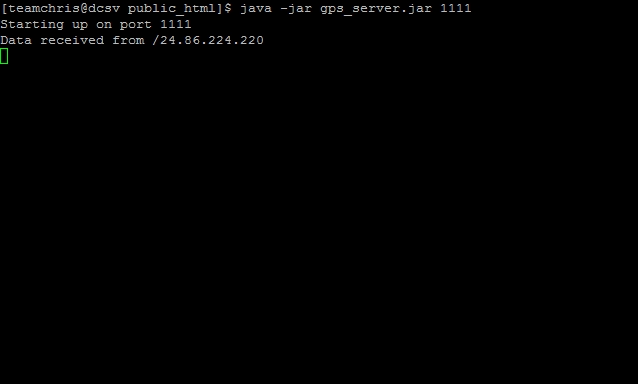 [teamchris@dcsv public_html]$ java -jar gps_server.jar 1111
Starting up on port 1111
Data received from /24.86.224.220